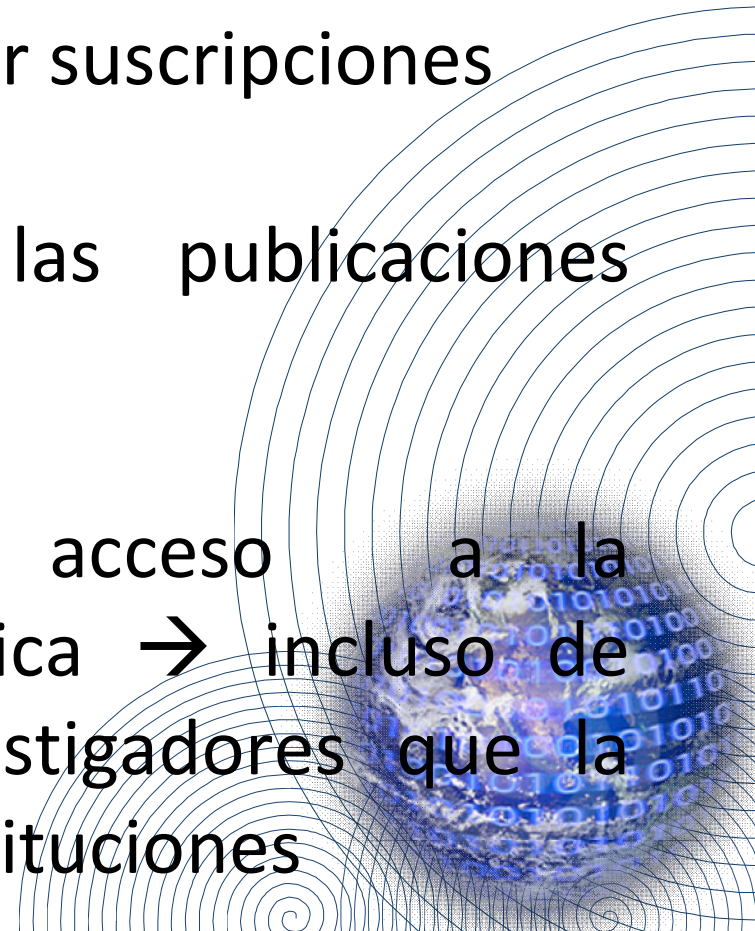 r suscripciones
las publicaciones
acceso a la
ica → incluso de
stigadores que la
ituciones